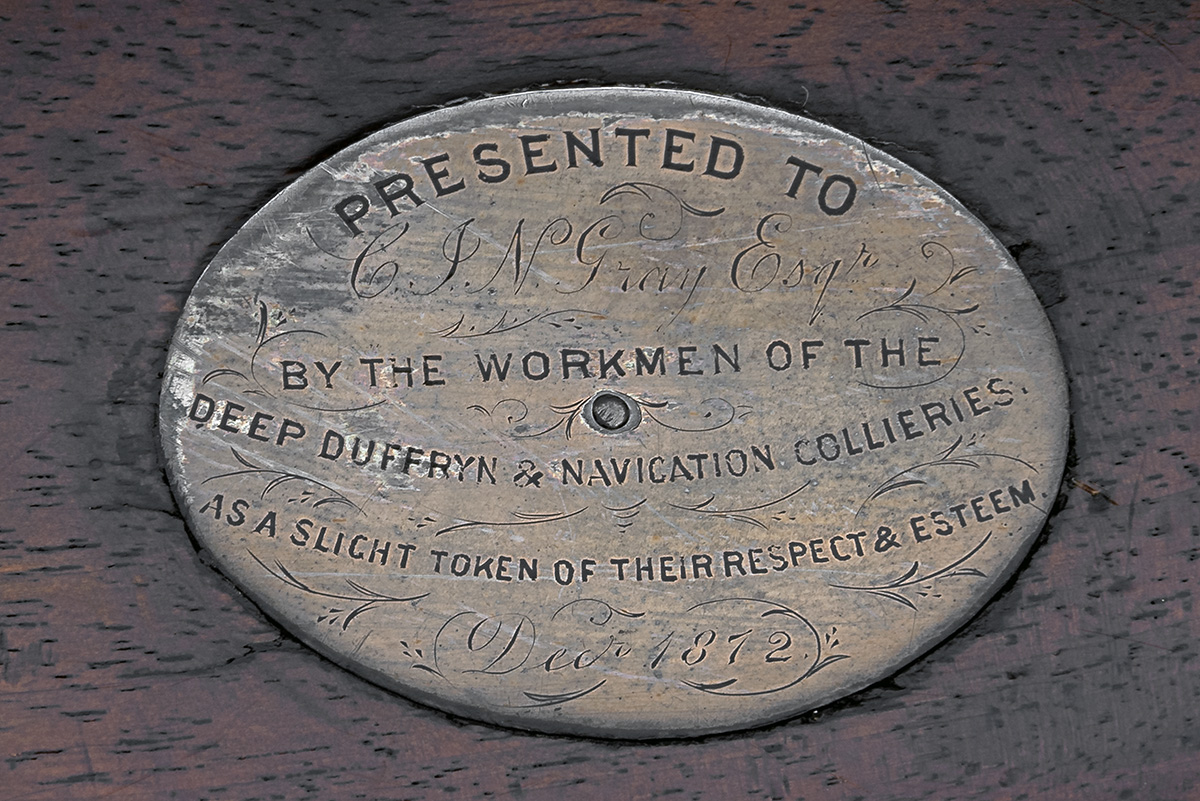 PRESENTED TO
C. J. N. Gray Esqr.
BY THE WORKMEN OF THE
DEEP DUFFRYN & NAVICATION COLLIERIES.
AS A SLICHT TOKEN OF THEIR RESPECT & ESTEEM.
Decr 1872.